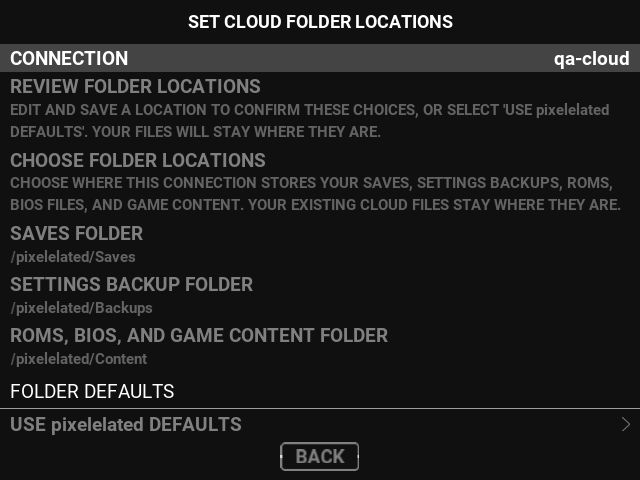 SET CLOUD FOLDER LOCATIONS
CONNECTION qa-cloud
REVIEW FOLDER LOCATIONS
EDIT AND SAVE A LOCATION TO CONFIRM THESE CHOICES, OR SELECT 'USE pixelelated
DEFAULTS'. YOUR FILES WILL STAY WHERE THEY ARE.
CHOOSE FOLDER LOCATIONS
CHOOSE WHERE THIS CONNECTION STORES YOUR SAVES, SETTINGS BACKUPS, ROMS,
BIOS FILES, AND GAME CONTENT. YOUR EXISTING CLOUD FILES STAY WHERE THEY ARE.
SAVES FOLDER
/pixelelated/Saves
SETTINGS BACKUP FOLDER
/pixelelated/Backups
ROMS, BIOS, AND GAME CONTENT FOLDER
/pixelelated/Content
FOLDER DEFAULTS
USE pixelelated DEFAULTS
BACK